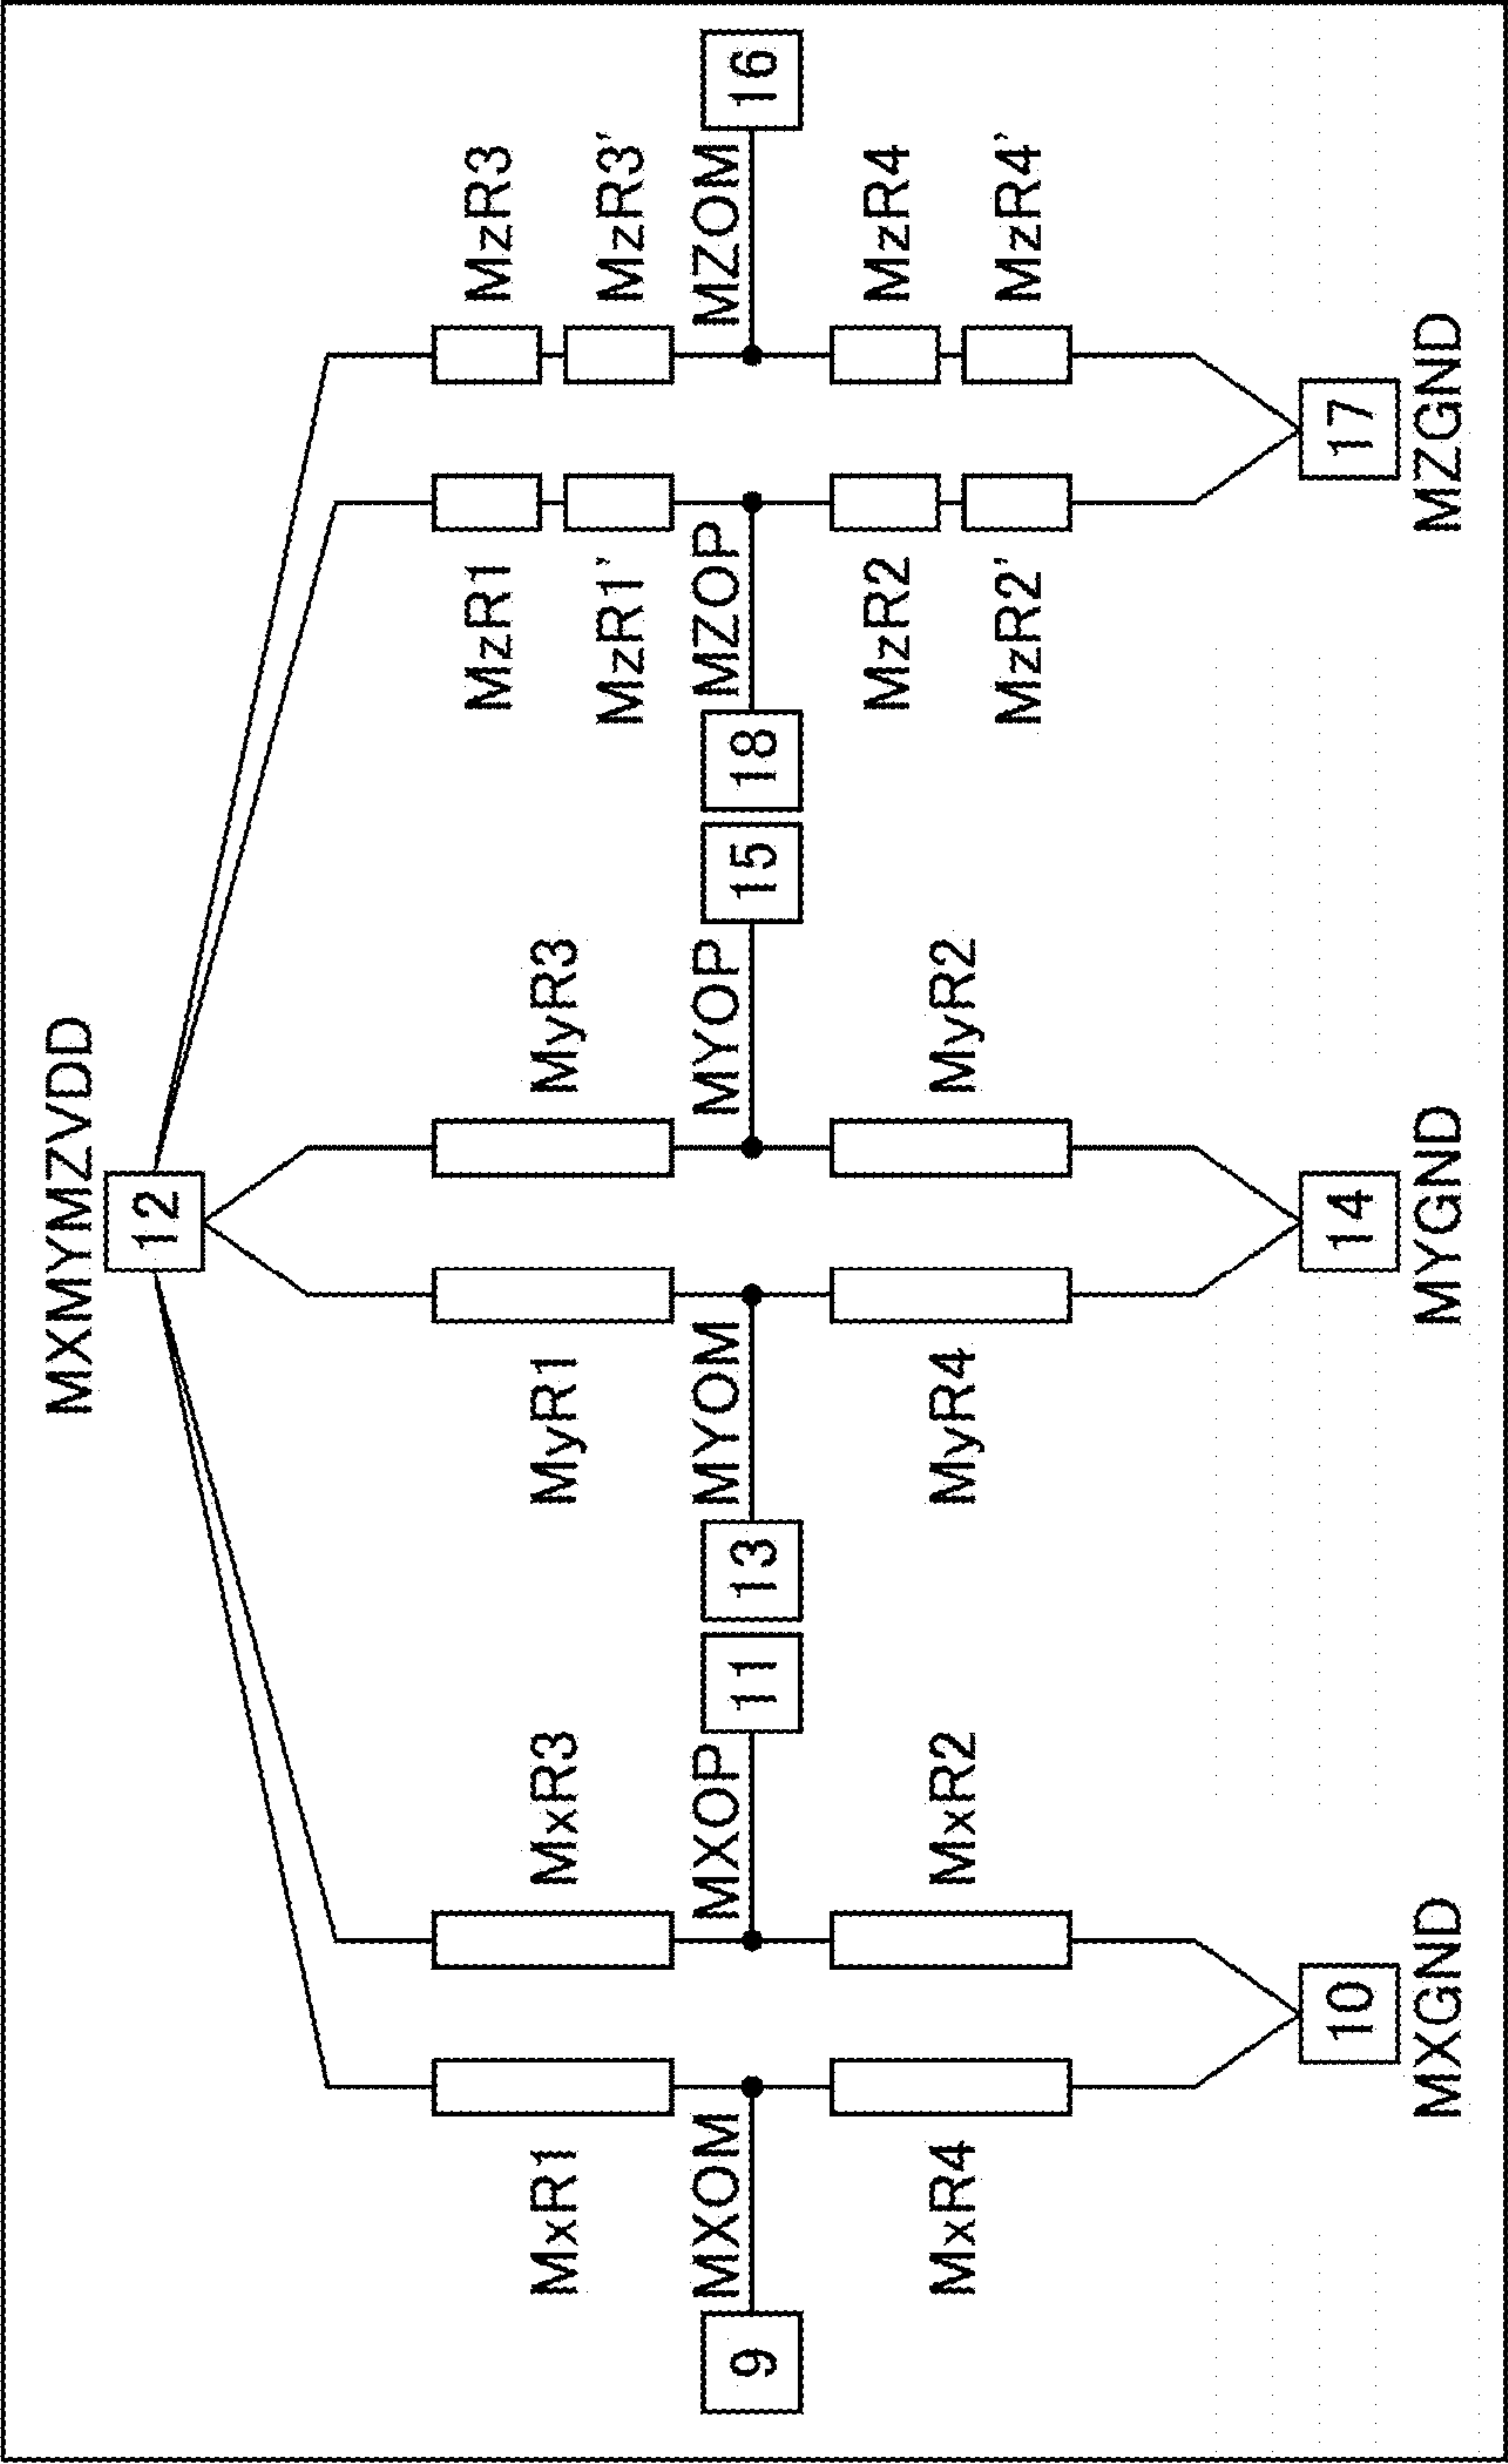 MXMYMZVDD
12
MxR1
MxR3
MyR1
MyR3
MzR1
MzR3
MzR1'
MzR3'
9
MXOM
MXOP
11
13
MYOM
MYOP
15
18
MZOP
MZOM
16
MxR4
MxR2
MyR4
MyR2
MzR2
MzR4
MzR2'
MzR4'
10
14
17
MXGND
MYGND
MZGND